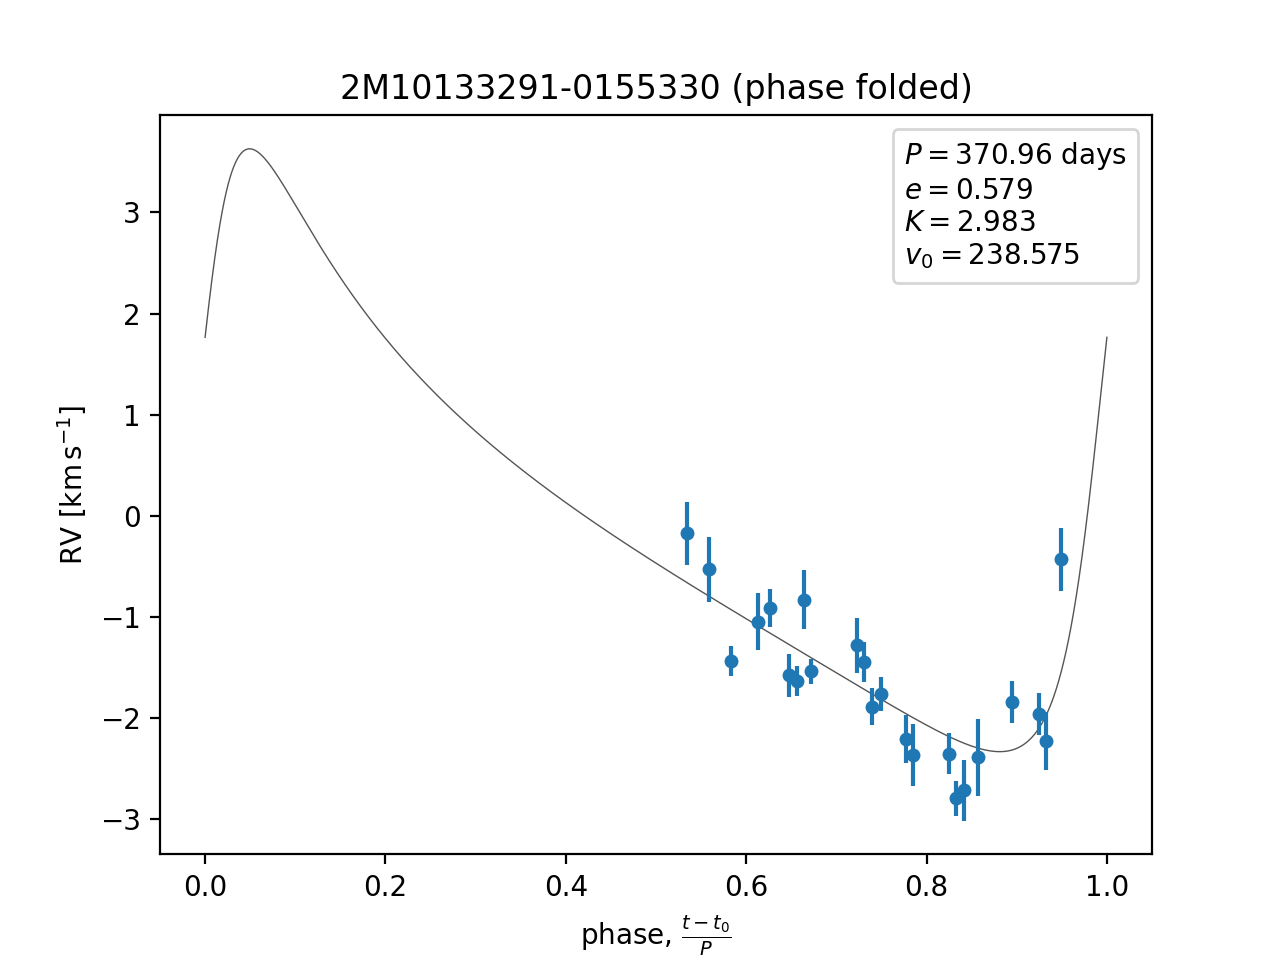 2M10133291-0155330 (phase folded)
P = 370.96 days
e = 0.579
K = 2.983
v₀ = 238.575
RV [km s⁻¹]
3
2
1
0
−1
−2
−3
0.0 0.2 0.4 0.6 0.8 1.0
phase, (t − t₀)/P